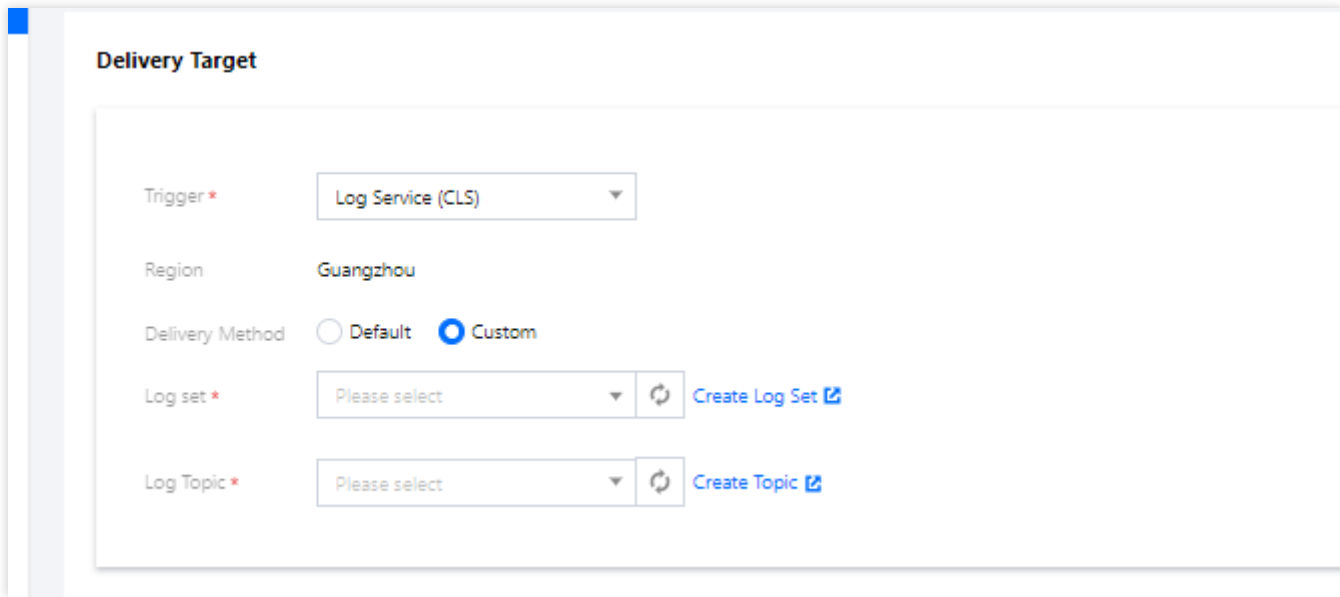 Delivery Target
Trigger * Log Service (CLS)
Region Guangzhou
Delivery Method Default Custom
Log set * Please select Create Log Set
Log Topic * Please select Create Topic